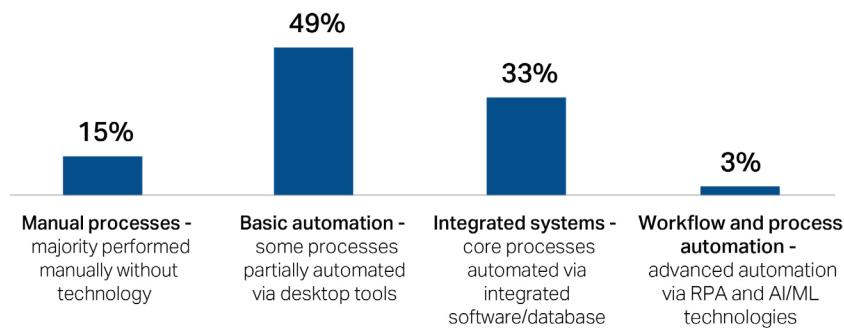 49%
33%
15%
3%
Manual processes -
majority performed
manually without
technology
Basic automation -
some processes
partially automated
via desktop tools
Integrated systems -
core processes
automated via
integrated
software/database
Workflow and process
automation -
advanced automation
via RPA and AI/ML
technologies